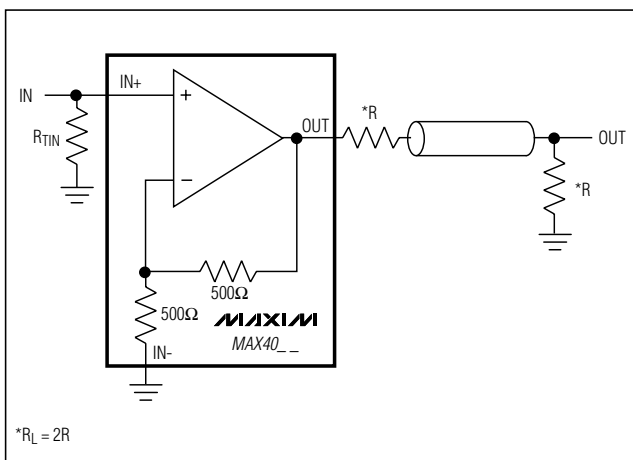 IN
IN+
RTIN
+
−
OUT
*R
OUT
*R
500Ω
500Ω
IN-
MAXIM
MAX40_ _
*RL = 2R